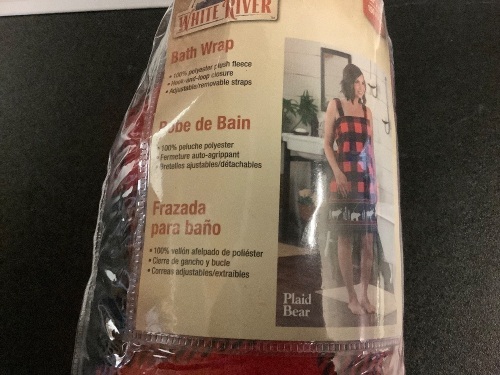 WHITE RIVER
Bath Wrap
• 100% polyester plush fleece
• Hook-and-loop closure
• Adjustable/removable straps
Robe de Bain
• 100% peluche polyester
• Fermeture auto-agrippant
• Bretelles ajustables/détachables
Frazada
para baño
• 100% vellón afelpado de poliéster
• Cierre de gancho y bucle
• Correas adjustables/extraíbles
Plaid
Bear